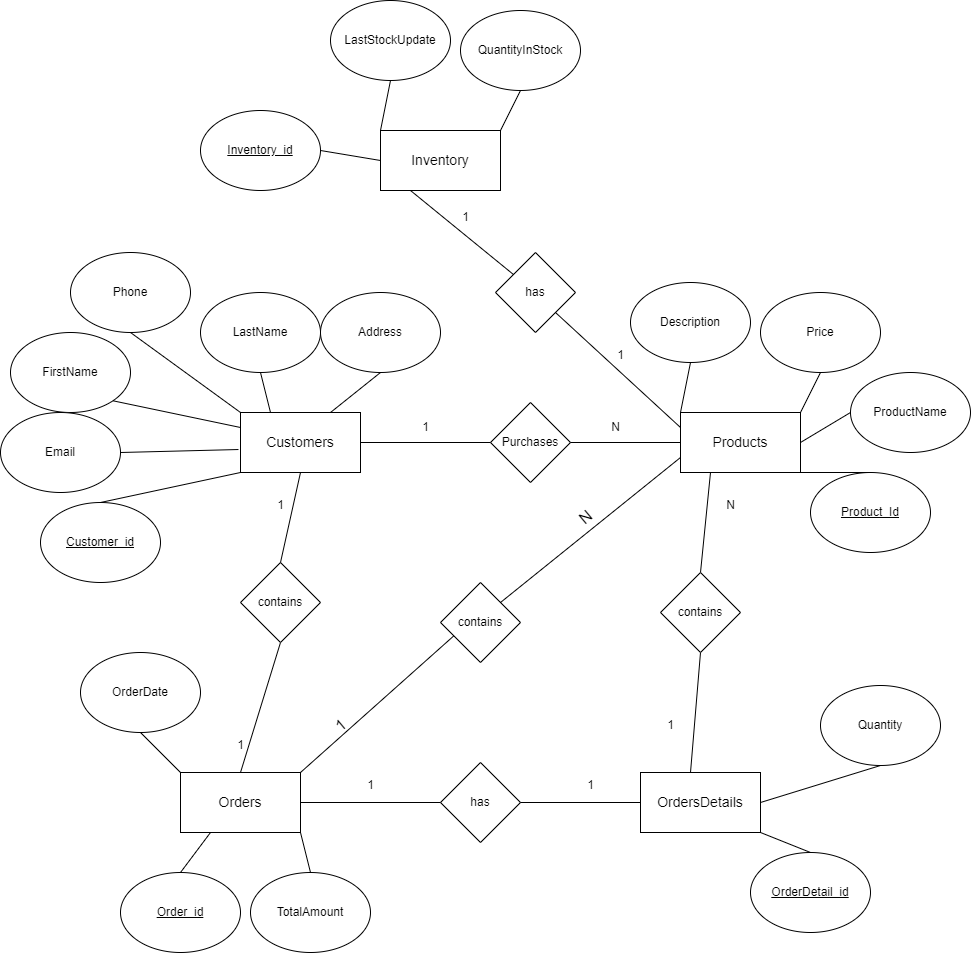 LastStockUpdate
QuantityInStock
Inventory_id
Inventory
1
has
Phone
LastName
Address
Description
Price
1
FirstName
ProductName
Customers
1
Purchases
N
Products
Email
Customer_id
1
N
N
Product_Id
contains
contains
contains
OrderDate
1
1
1
Quantity
Orders
1
has
1
OrdersDetails
Order_id
TotalAmount
OrderDetail_id